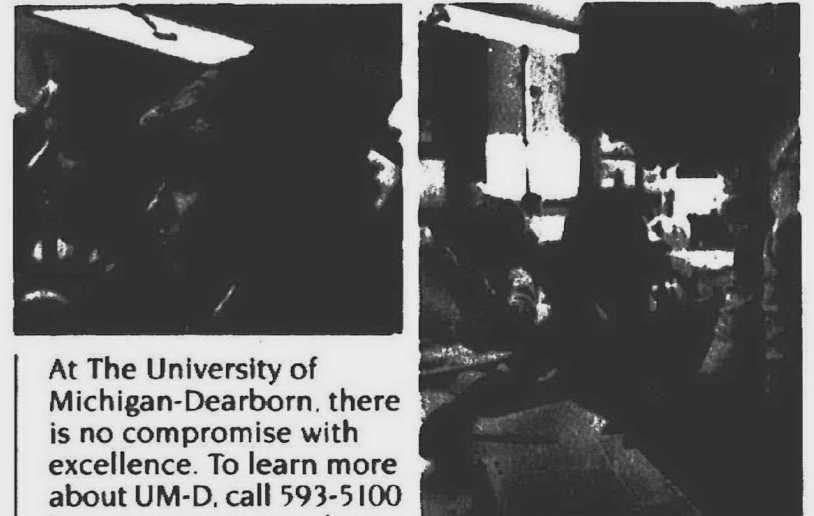 At The University of
Michigan-Dearborn, there
is no compromise with
excellence. To learn more
about UM-D, call 593-5100